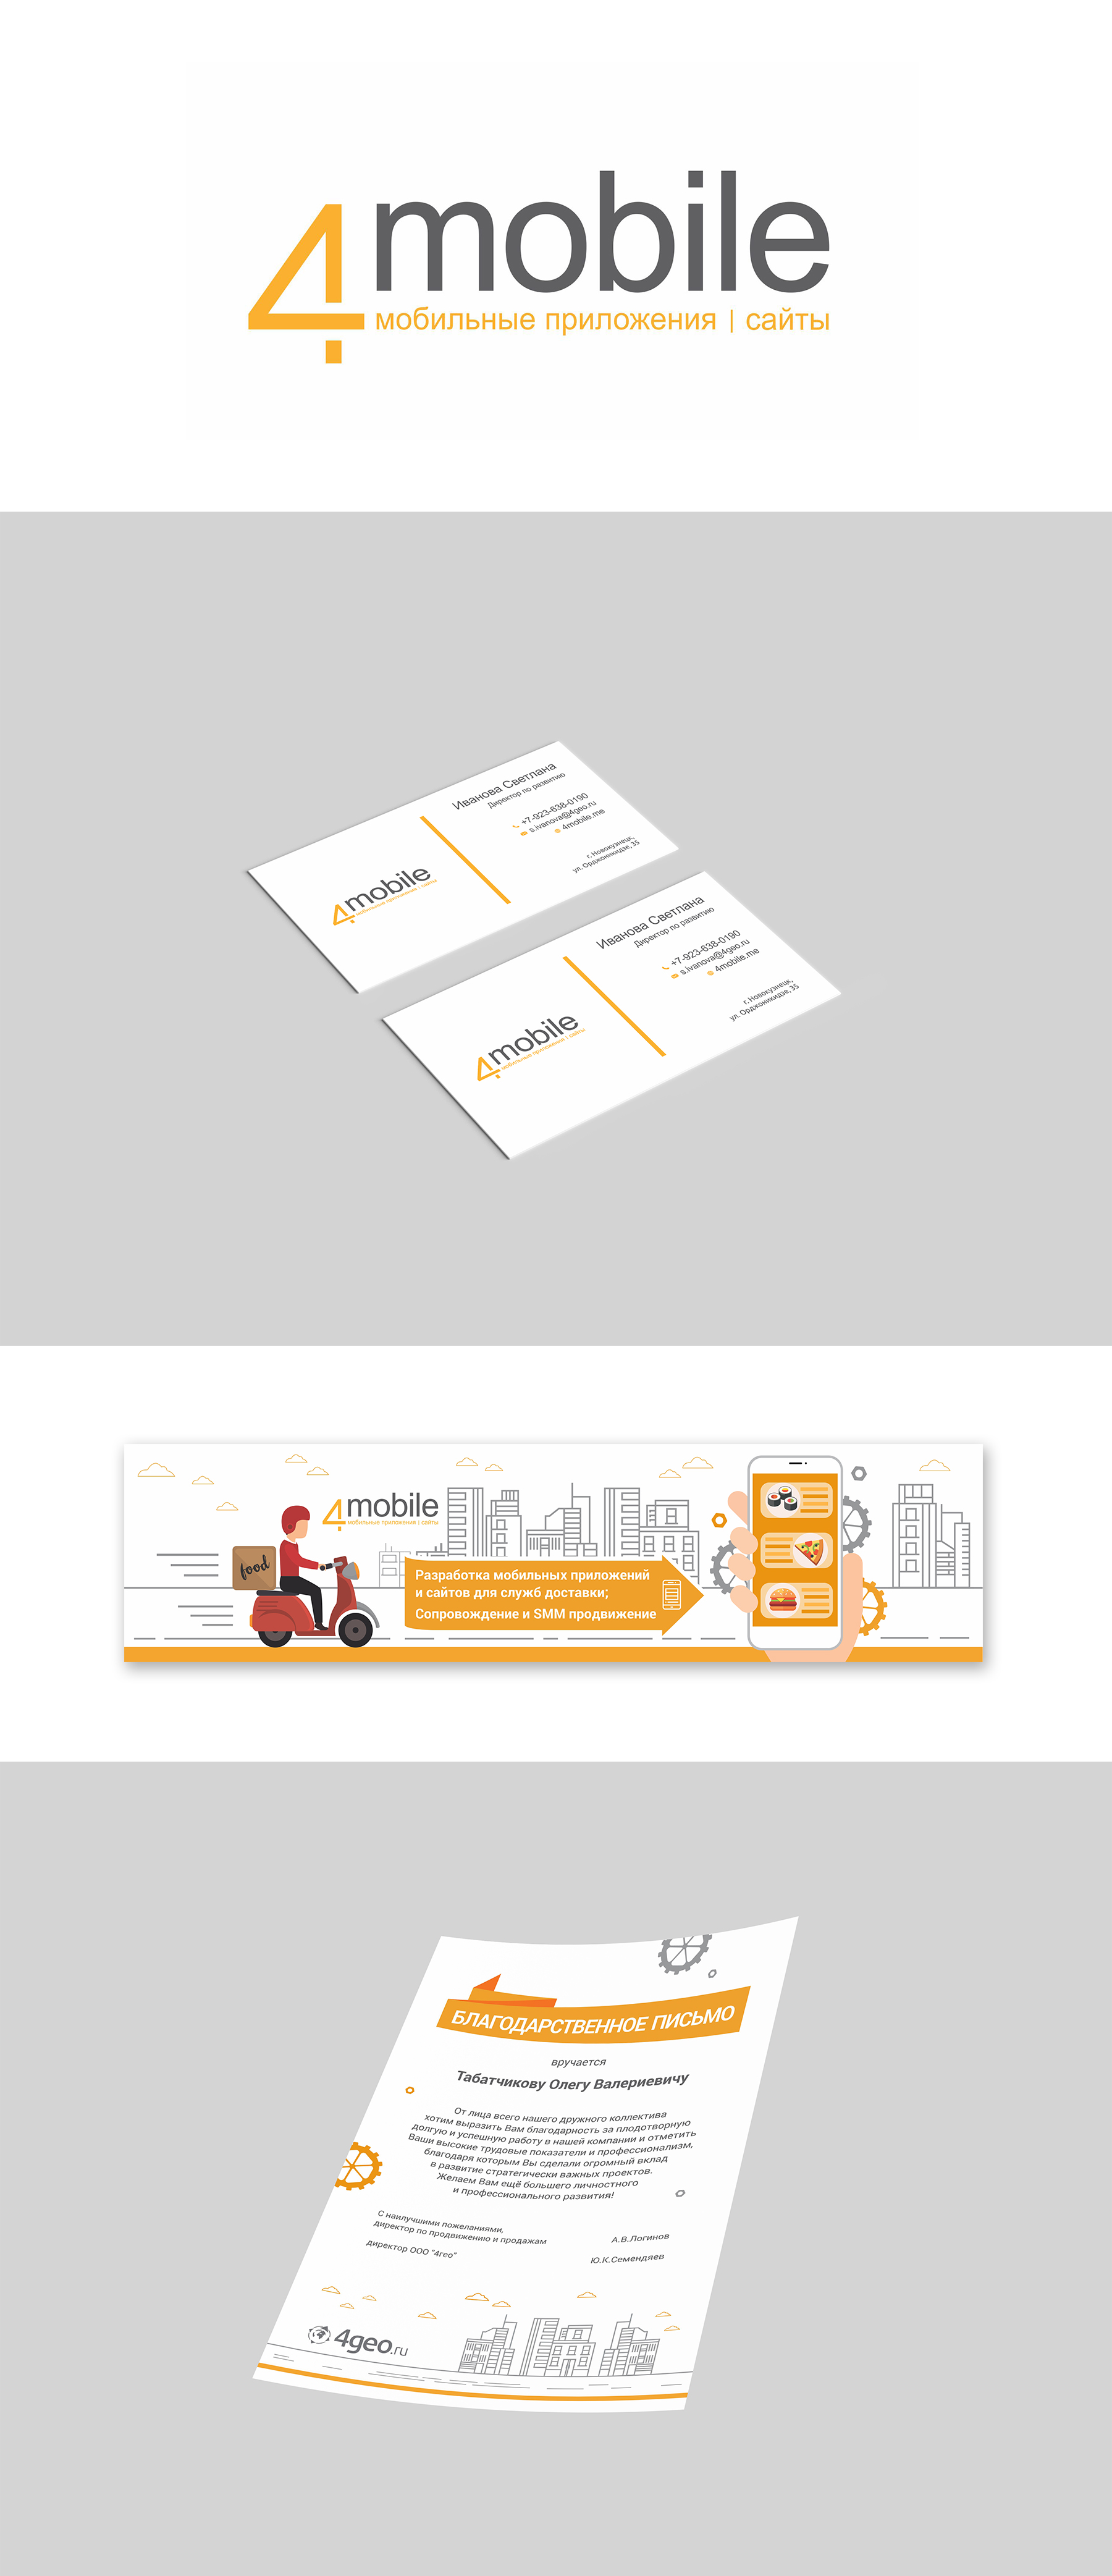 4mobile
мобильные приложения | сайты
Иванова Светлана
Директор по развитию
+7-923-638-0190
s.ivanova@4geo.ru
4mobile.me
г. Новокузнецк,
ул. Орджоникидзе, 35
4mobile
мобильные приложения | сайты
Иванова Светлана
Директор по развитию
+7-923-638-0190
s.ivanova@4geo.ru
4mobile.me
г. Новокузнецк,
ул. Орджоникидзе, 35
4mobile
мобильные приложения | сайты
4mobile
мобильные приложения | сайты
food
Разработка мобильных приложений
и сайтов для служб доставки;
Сопровождение и SMM продвижение
БЛАГОДАРСТВЕННОЕ ПИСЬМО
вручается
Табатчикову Олегу Валериевичу
От лица всего нашего дружного коллектива
хотим выразить Вам благодарность за плодотворную
долгую и успешную работу в нашей компании и отметить
Ваши высокие трудовые показатели и профессионализм,
благодаря которым Вы сделали огромный вклад
в развитие стратегически важных проектов.
Желаем Вам ещё большего личностного
и профессионального развития!
С наилучшими пожеланиями,
директор по продвижению и продажам
А.В.Логинов
директор ООО "4гео"
Ю.К.Семендяев
4geo.ru